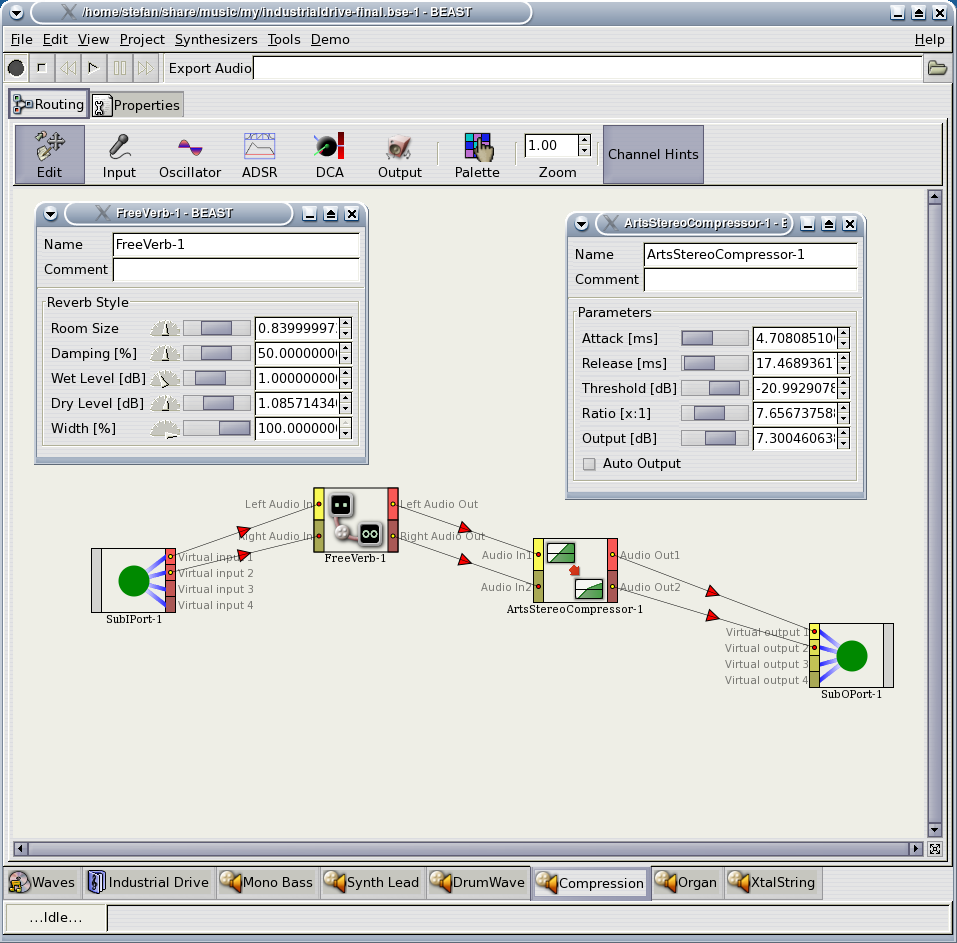 /home/stefan/share/music/my/industrialdrive-final.bse-1 - BEAST
File Edit View Project Synthesizers Tools Demo Help
Export Audio
Routing Properties
Edit Input Oscillator ADSR DCA Output Palette 1.00 Zoom Channel Hints
FreeVerb-1 - BEAST
Name FreeVerb-1
Comment
Reverb Style
Room Size 0.8399997
Damping [%] 50.0000000
Wet Level [dB] 1.00000000
Dry Level [dB] 1.08571434
Width [%] 100.000000
ArtsStereoCompressor-1 - B
Name ArtsStereoCompressor-1
Comment
Parameters
Attack [ms] 4.70808510
Release [ms] 17.4689361
Threshold [dB] -20.9929078
Ratio [x:1] 7.65673758
Output [dB] 7.30046063
Auto Output
Left Audio In
Right Audio In
Left Audio Out
Right Audio Out
FreeVerb-1
Virtual input 1
Virtual input 2
Virtual input 3
Virtual input 4
SubIPort-1
Audio In1
Audio In2
Audio Out1
Audio Out2
ArtsStereoCompressor-1
Virtual output 1
Virtual output 2
Virtual output 3
Virtual output 4
SubOPort-1
Waves Industrial Drive Mono Bass Synth Lead DrumWave Compression Organ XtalString
...Idle...